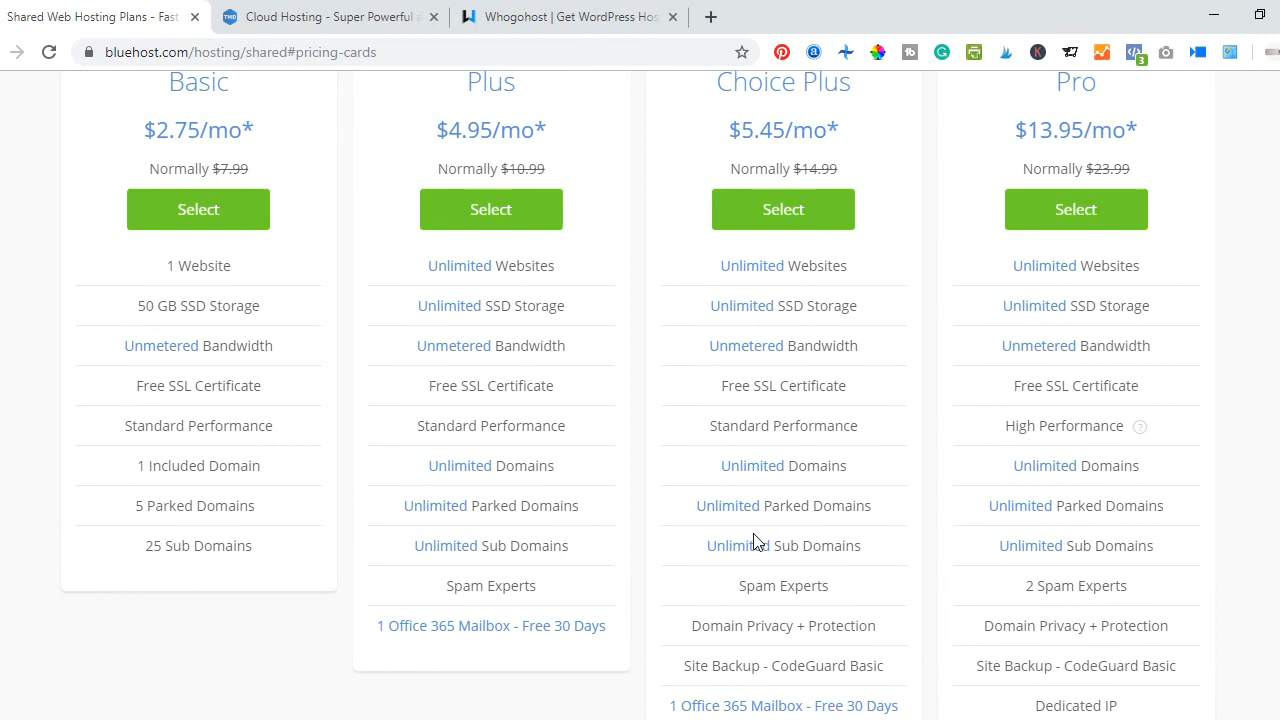 Shared Web Hosting Plans - Fast
Cloud Hosting - Super Powerful
Whogohost | Get WordPress Hos
bluehost.com/hosting/shared#pricing-cards
3
Basic
$2.75/mo*
Normally $7.99
Select
1 Website
50 GB SSD Storage
Unmetered Bandwidth
Free SSL Certificate
Standard Performance
1 Included Domain
5 Parked Domains
25 Sub Domains
Plus
$4.95/mo*
Normally $10.99
Select
Unlimited Websites
Unlimited SSD Storage
Unmetered Bandwidth
Free SSL Certificate
Standard Performance
Unlimited Domains
Unlimited Parked Domains
Unlimited Sub Domains
Spam Experts
1 Office 365 Mailbox - Free 30 Days
Choice Plus
$5.45/mo*
Normally $14.99
Select
Unlimited Websites
Unlimited SSD Storage
Unmetered Bandwidth
Free SSL Certificate
Standard Performance
Unlimited Domains
Unlimited Parked Domains
Unlimited Sub Domains
Spam Experts
Domain Privacy + Protection
Site Backup - CodeGuard Basic
1 Office 365 Mailbox - Free 30 Days
Pro
$13.95/mo*
Normally $23.99
Select
Unlimited Websites
Unlimited SSD Storage
Unmetered Bandwidth
Free SSL Certificate
High Performance ?
Unlimited Domains
Unlimited Parked Domains
Unlimited Sub Domains
2 Spam Experts
Domain Privacy + Protection
Site Backup - CodeGuard Basic
Dedicated IP